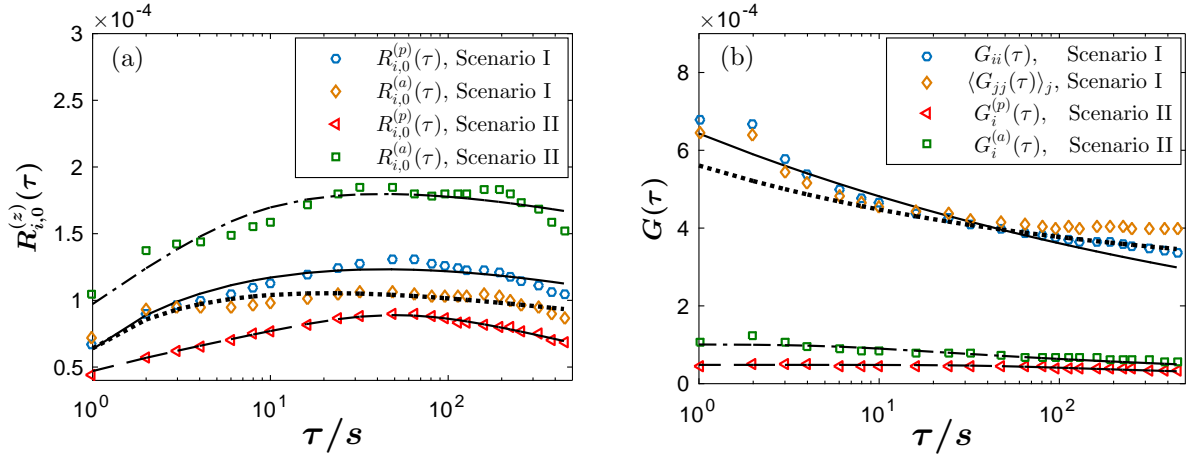 ×10⁻⁴
(a)
R_{i,0}^{(p)}(τ), Scenario I
R_{i,0}^{(a)}(τ), Scenario I
R_{i,0}^{(p)}(τ), Scenario II
R_{i,0}^{(a)}(τ), Scenario II
3
2.5
2
1.5
1
0.5
R_{i,0}^{(z)}(τ)
10⁰
10¹
10²
τ/s
×10⁻⁴
(b)
G_{ii}(τ), Scenario I
⟨G_{jj}(τ)⟩_j, Scenario I
G_i^{(p)}(τ), Scenario II
G_i^{(a)}(τ), Scenario II
8
6
4
2
0
G(τ)
10⁰
10¹
10²
τ/s